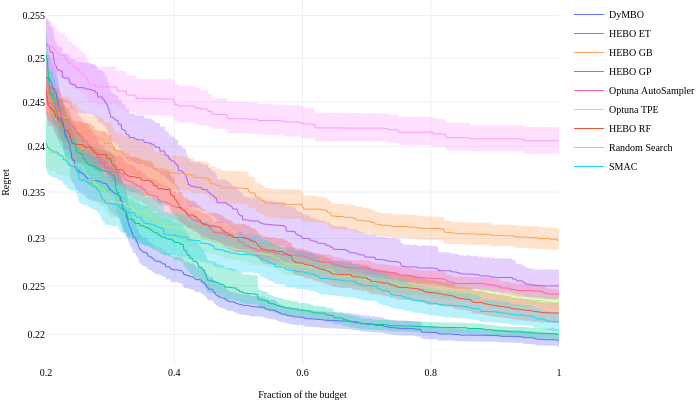 0.255
0.25
0.245
0.24
0.235
0.23
0.225
0.22
Regret
0.2
0.4
0.6
0.8
1
Fraction of the budget
DyMBO
HEBO ET
HEBO GB
HEBO GP
Optuna AutoSampler
Optuna TPE
HEBO RF
Random Search
SMAC